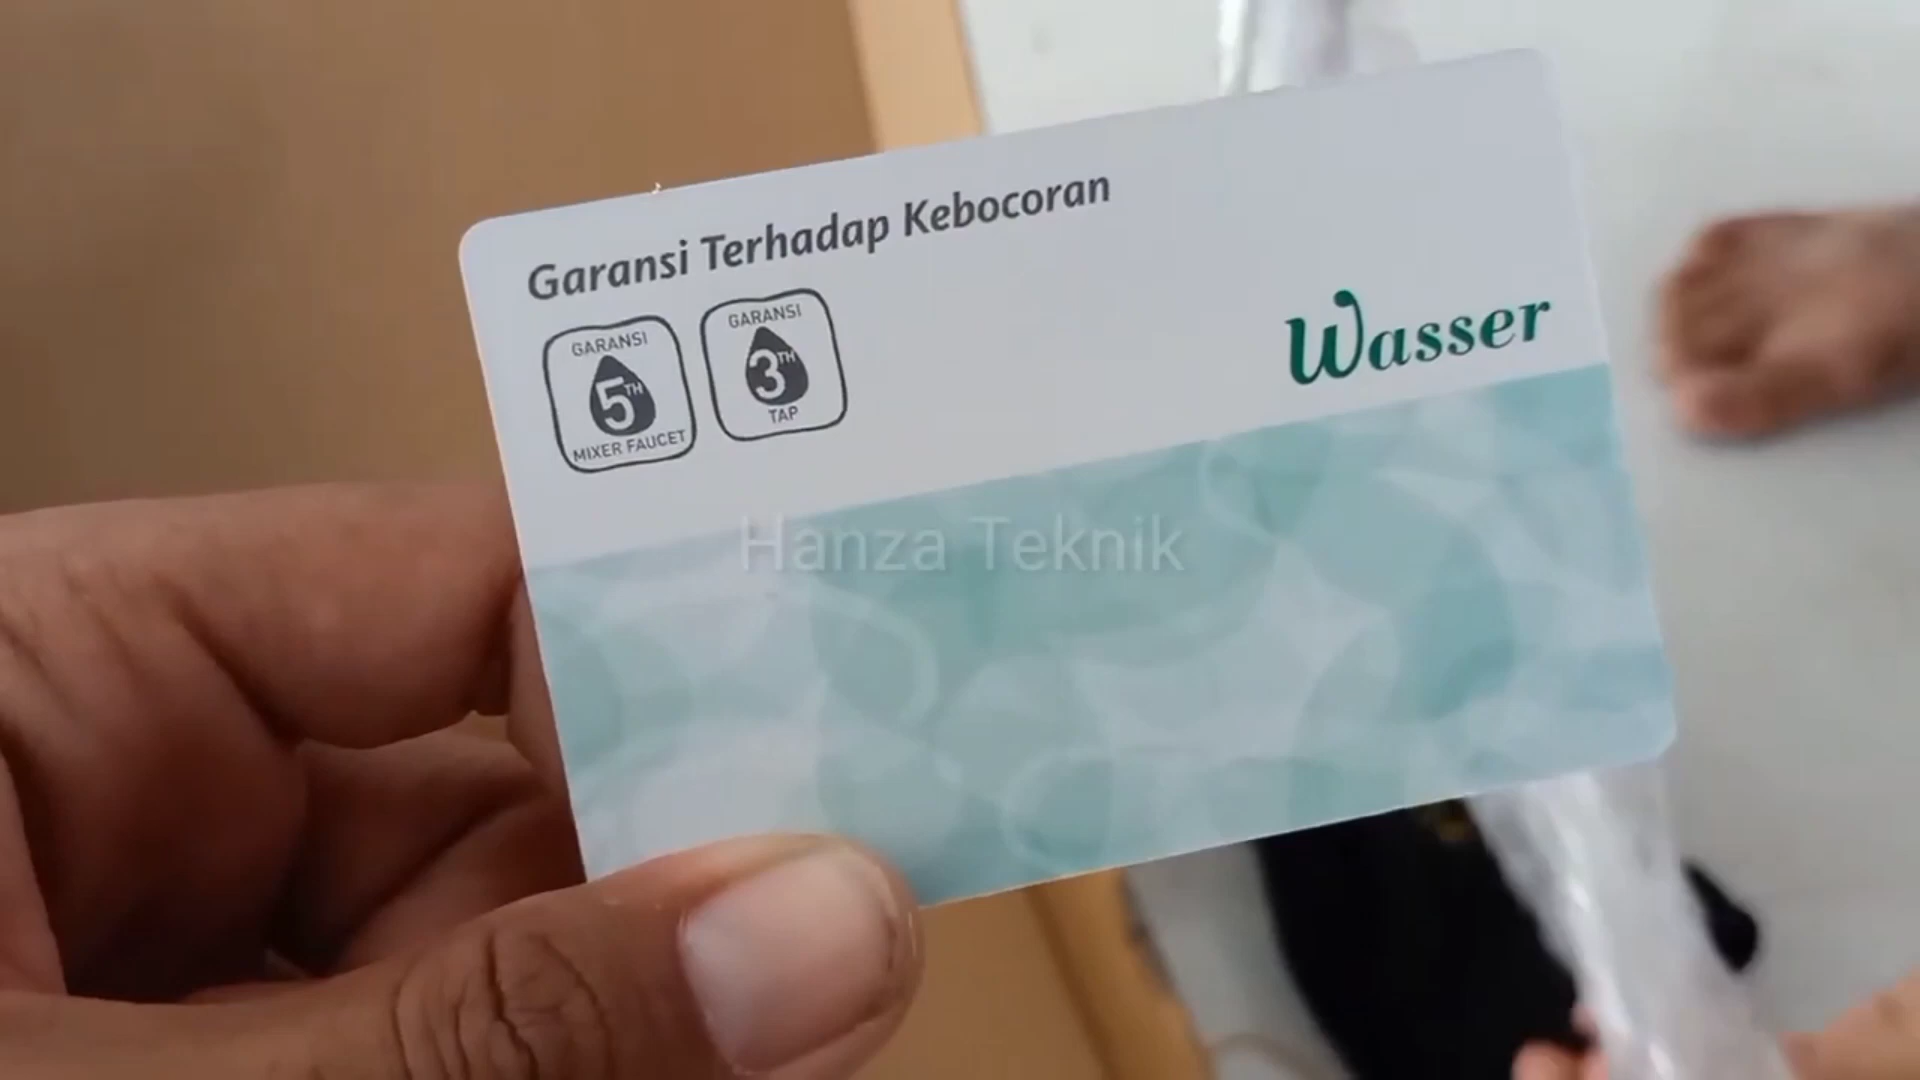 Garansi Terhadap Kebocoran
GARANSI
5TH
MIXER FAUCET
GARANSI
3TH
TAP
Wasser
Hanza Teknik